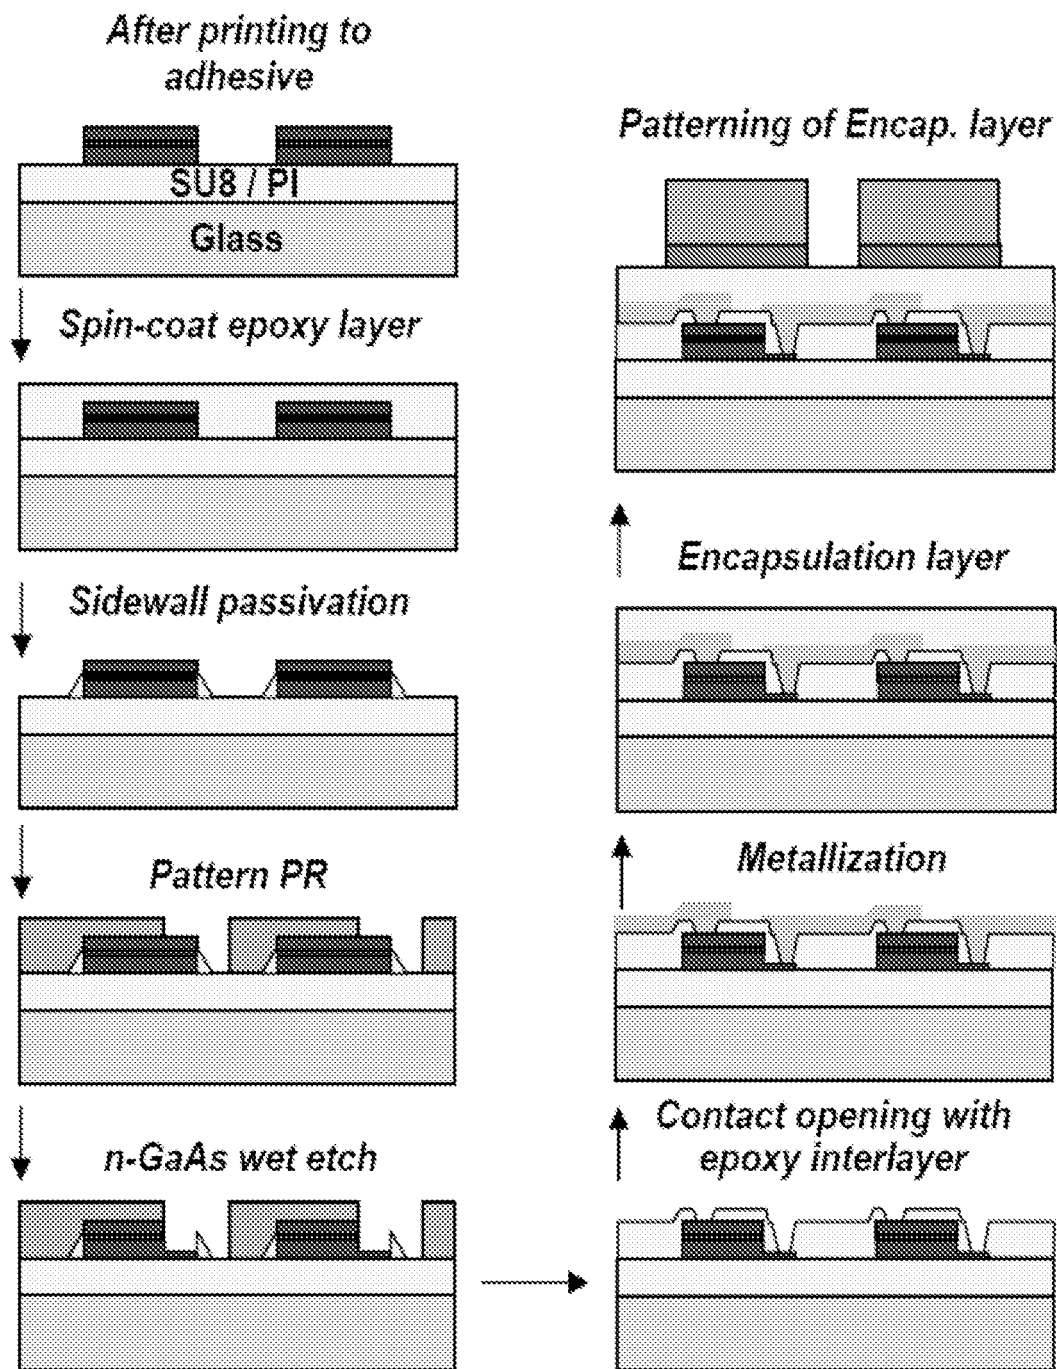 After printing to
adhesive
SU8 / PI
Glass
Spin-coat epoxy layer
Sidewall passivation
Pattern PR
n-GaAs wet etch
Contact opening with
epoxy interlayer
Metallization
Encapsulation layer
Patterning of Encap. layer